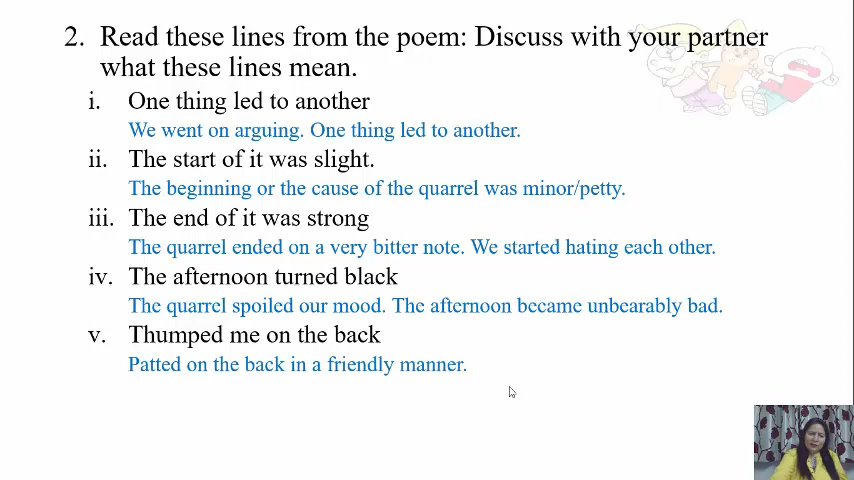 2. Read these lines from the poem: Discuss with your partner
what these lines mean.
i. One thing led to another
We went on arguing. One thing led to another.
ii. The start of it was slight.
The beginning or the cause of the quarrel was minor/petty.
iii. The end of it was strong
The quarrel ended on a very bitter note. We started hating each other.
iv. The afternoon turned black
The quarrel spoiled our mood. The afternoon became unbearably bad.
v. Thumped me on the back
Patted on the back in a friendly manner.